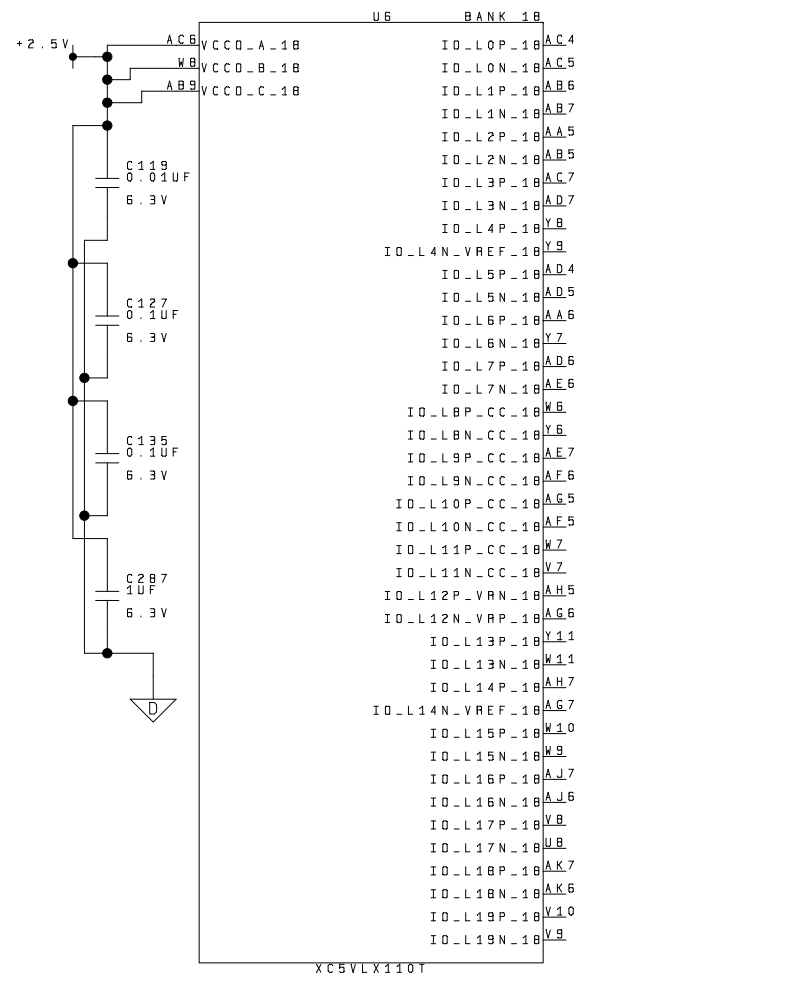 U6 BANK 18
+2.5V
AC6 VCCO_A_18 IO_L0P_18 AC4
W8 VCCO_B_18 IO_L0N_18 AC5
AB9 VCCO_C_18 IO_L1P_18 AB6
IO_L1N_18 AB7
IO_L2P_18 AA5
IO_L2N_18 AB5
C119
0.01UF
6.3V
IO_L3P_18 AC7
IO_L3N_18 AD7
IO_L4P_18 Y8
IO_L4N_VREF_18 Y9
IO_L5P_18 AD4
IO_L5N_18 AD5
C127
0.1UF
6.3V
IO_L6P_18 AA6
IO_L6N_18 Y7
IO_L7P_18 AD6
IO_L7N_18 AE6
IO_L8P_CC_18 W6
IO_L8N_CC_18 Y6
C135
0.1UF
6.3V
IO_L9P_CC_18 AE7
IO_L9N_CC_18 AF6
IO_L10P_CC_18 AG5
IO_L10N_CC_18 AF5
IO_L11P_CC_18 W7
IO_L11N_CC_18 V7
C287
1UF
6.3V
IO_L12P_VRN_18 AH5
IO_L12N_VRP_18 AG6
IO_L13P_18 Y11
IO_L13N_18 W11
IO_L14P_18 AH7
IO_L14N_VREF_18 AG7
D
IO_L15P_18 W10
IO_L15N_18 W9
IO_L16P_18 AJ7
IO_L16N_18 AJ6
IO_L17P_18 V8
IO_L17N_18 U8
IO_L18P_18 AK7
IO_L18N_18 AK6
IO_L19P_18 V10
IO_L19N_18 V9
XC5VLX110T